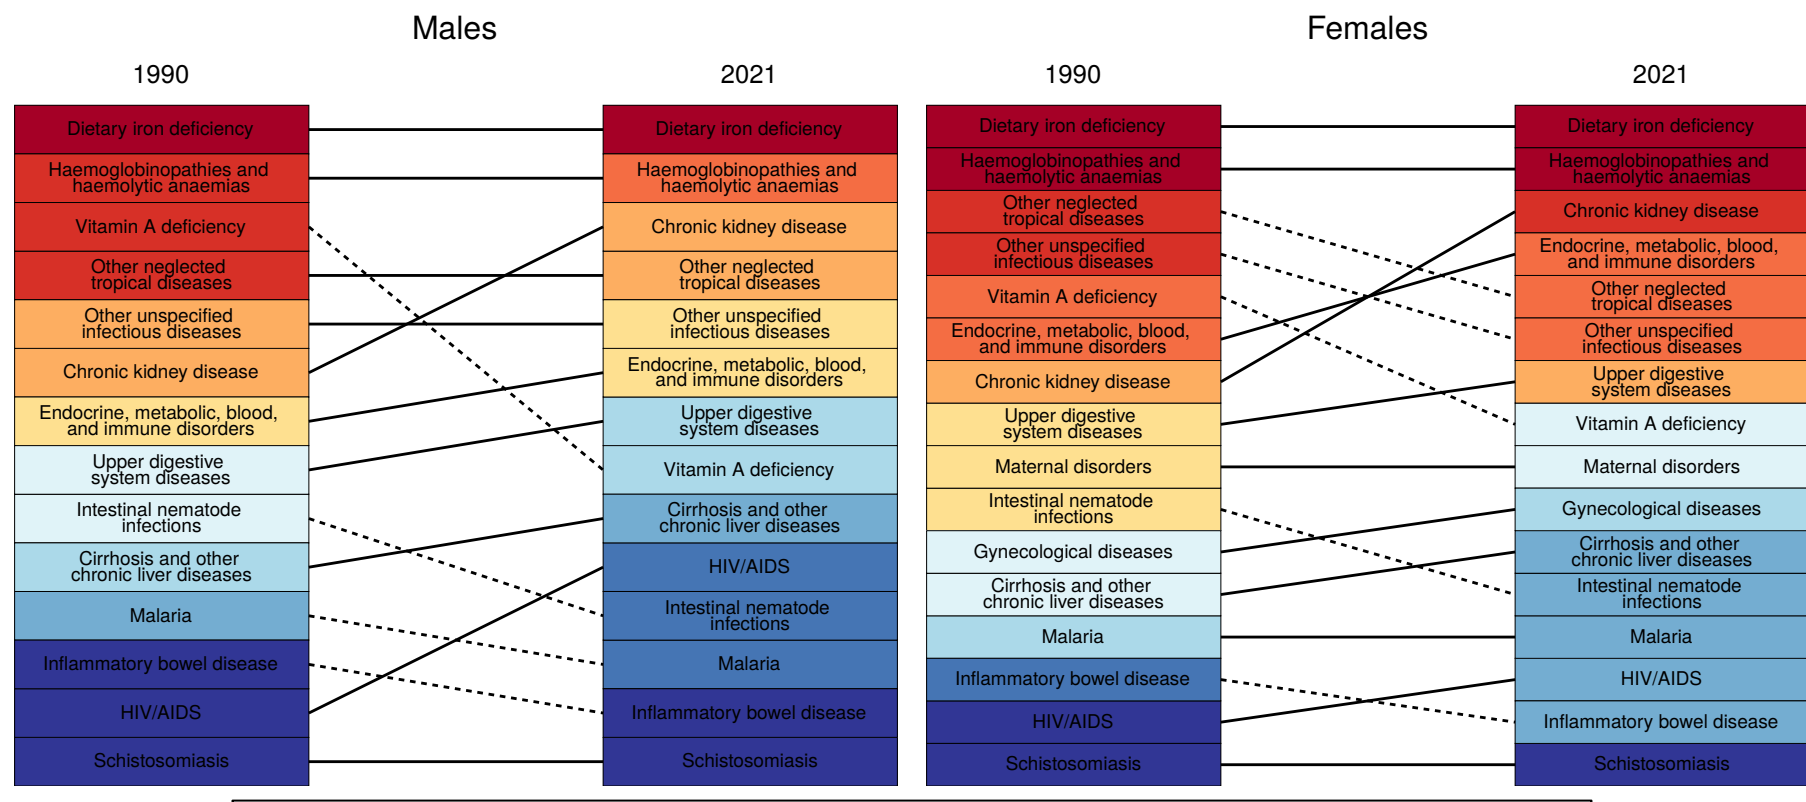 Males
1990
2021
Dietary iron deficiency
Haemoglobinopathies and
haemolytic anaemias
Vitamin A deficiency
Other neglected
tropical diseases
Other unspecified
infectious diseases
Chronic kidney disease
Endocrine, metabolic, blood,
and immune disorders
Upper digestive
system diseases
Intestinal nematode
infections
Cirrhosis and other
chronic liver diseases
Malaria
Inflammatory bowel disease
HIV/AIDS
Schistosomiasis
Dietary iron deficiency
Haemoglobinopathies and
haemolytic anaemias
Chronic kidney disease
Other neglected
tropical diseases
Other unspecified
infectious diseases
Endocrine, metabolic, blood,
and immune disorders
Upper digestive
system diseases
Vitamin A deficiency
Cirrhosis and other
chronic liver diseases
HIV/AIDS
Intestinal nematode
infections
Malaria
Inflammatory bowel disease
Schistosomiasis
Females
1990
2021
Dietary iron deficiency
Haemoglobinopathies and
haemolytic anaemias
Other neglected
tropical diseases
Other unspecified
infectious diseases
Vitamin A deficiency
Endocrine, metabolic, blood,
and immune disorders
Chronic kidney disease
Upper digestive
system diseases
Maternal disorders
Intestinal nematode
infections
Gynecological diseases
Cirrhosis and other
chronic liver diseases
Malaria
Inflammatory bowel disease
HIV/AIDS
Schistosomiasis
Dietary iron deficiency
Haemoglobinopathies and
haemolytic anaemias
Chronic kidney disease
Endocrine, metabolic, blood,
and immune disorders
Other neglected
tropical diseases
Other unspecified
infectious diseases
Upper digestive
system diseases
Vitamin A deficiency
Maternal disorders
Gynecological diseases
Cirrhosis and other
chronic liver diseases
Intestinal nematode
infections
Malaria
HIV/AIDS
Inflammatory bowel disease
Schistosomiasis